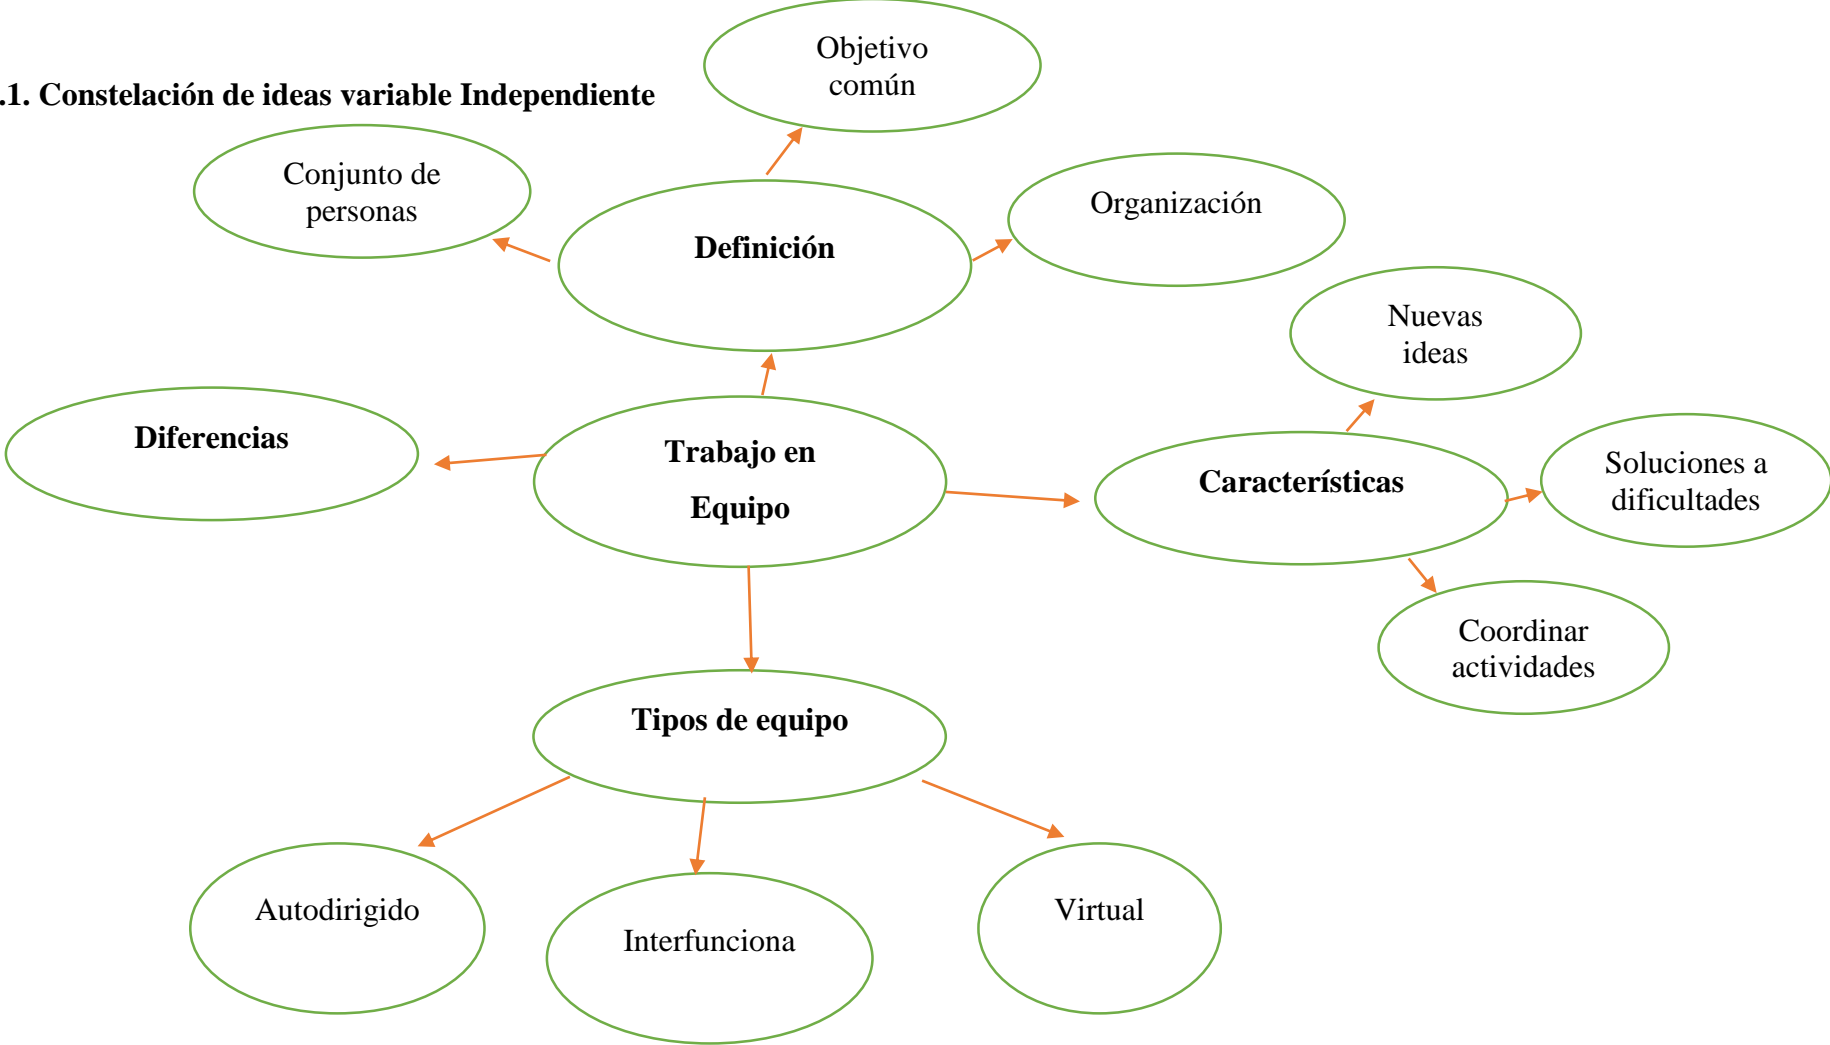 .1. Constelación de ideas variable Independiente
Objetivo
común
Conjunto de
personas
Definición
Organización
Nuevas
ideas
Diferencias
Trabajo en
Equipo
Características
Soluciones a
dificultades
Coordinar
actividades
Tipos de equipo
Autodirigido
Interfunciona
Virtual